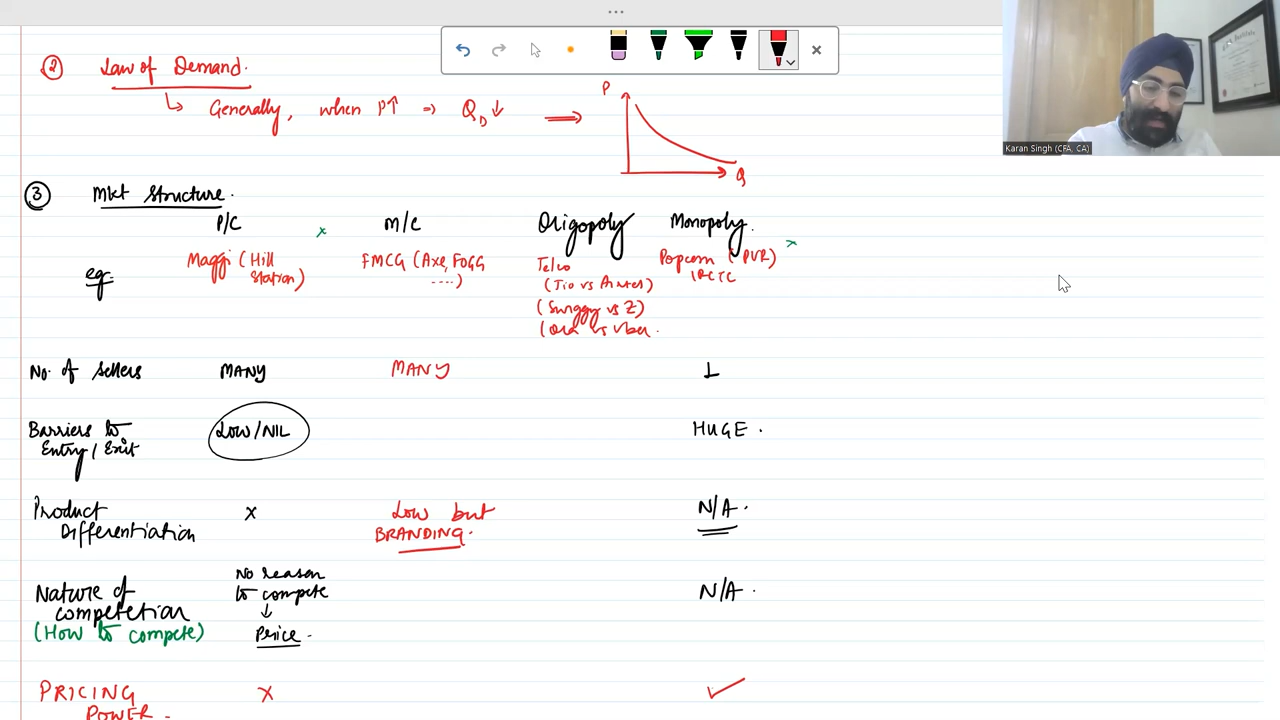 ② Law of Demand.
↳ Generally, when P↑ ⇒ Q_D ↓ ⟹
P
Q
③ Mkt Structure.
P/C M/C Oligopoly Monopoly.
eg. Maggi (Hill Station) FMCG (Axe, FOGG ....) Telco (Jio vs Airtel) Popcorn (PVR) IRCTC
(Swiggy vs Z)
(Ola vs Uber.
No. of Sellers MANY MANY 1
Barriers to Entry/Exit Low/NIL HUGE.
Product Differentiation x Low but BRANDING. N/A.
Nature of competetion No reason to compete N/A.
(How to compete) ↓ Price.
PRICING POWER. x ✓
Karan Singh (CFA, CA)